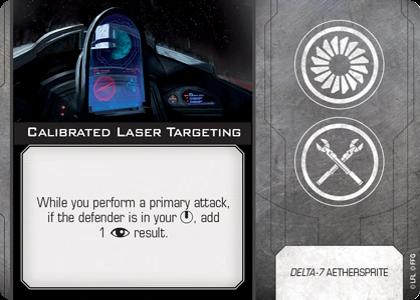 CALIBRATED LASER TARGETING
While you perform a primary attack,
if the defender is in your , add
1 result.
DELTA-7 AETHERSPRITE
© LFL © FFG